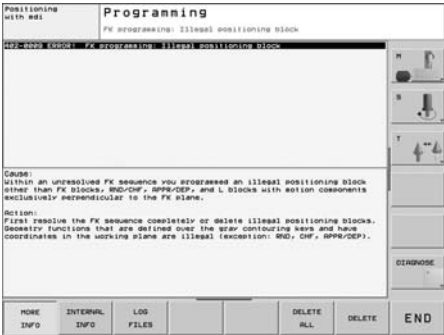 Positioning
with mdi
Programming
FK programming: Illegal positioning block
402-0009 ERROR: FK programming: Illegal positioning block
M
S
T
Cause:
Within an unresolved FK sequence you programmed an illegal positioning block
other than FK blocks, RND/CHF, APPR/DEP, and L blocks with motion components
exclusively perpendicular to the FK plane.
Action:
First resolve the FK sequence completely or delete illegal positioning blocks.
Geometry functions that are defined over the gray contouring keys and have
coordinates in the working plane are illegal (exception: RND, CHF, APPR/DEP).
DIAGNOSE
MORE
INFO
INTERNAL
INFO
LOG
FILES
DELETE
ALL
DELETE
END